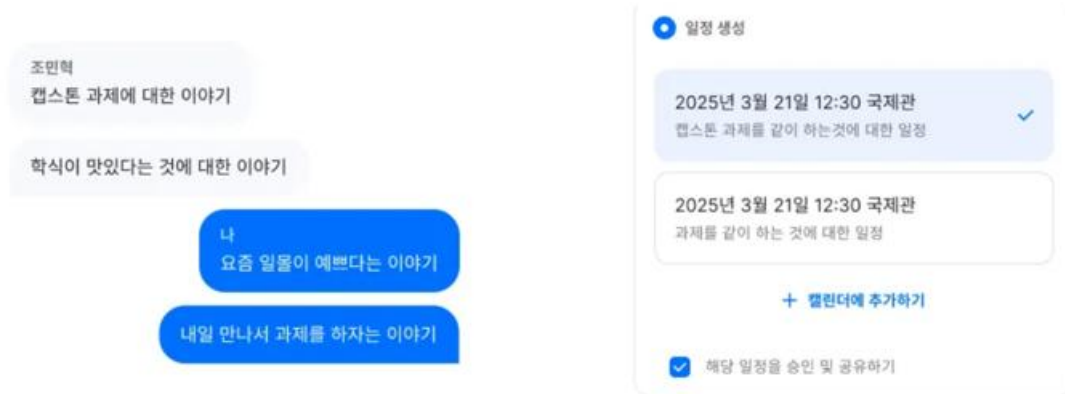 조민혁
캡스톤 과제에 대한 이야기
학식이 맛있다는 것에 대한 이야기
나
요즘 일몰이 예쁘다는 이야기
내일 만나서 과제를 하자는 이야기
일정 생성
2025년 3월 21일 12:30 국제관
캡스톤 과제를 같이 하는것에 대한 일정
2025년 3월 21일 12:30 국제관
과제를 같이 하는 것에 대한 일정
+ 캘린더에 추가하기
해당 일정을 승인 및 공유하기